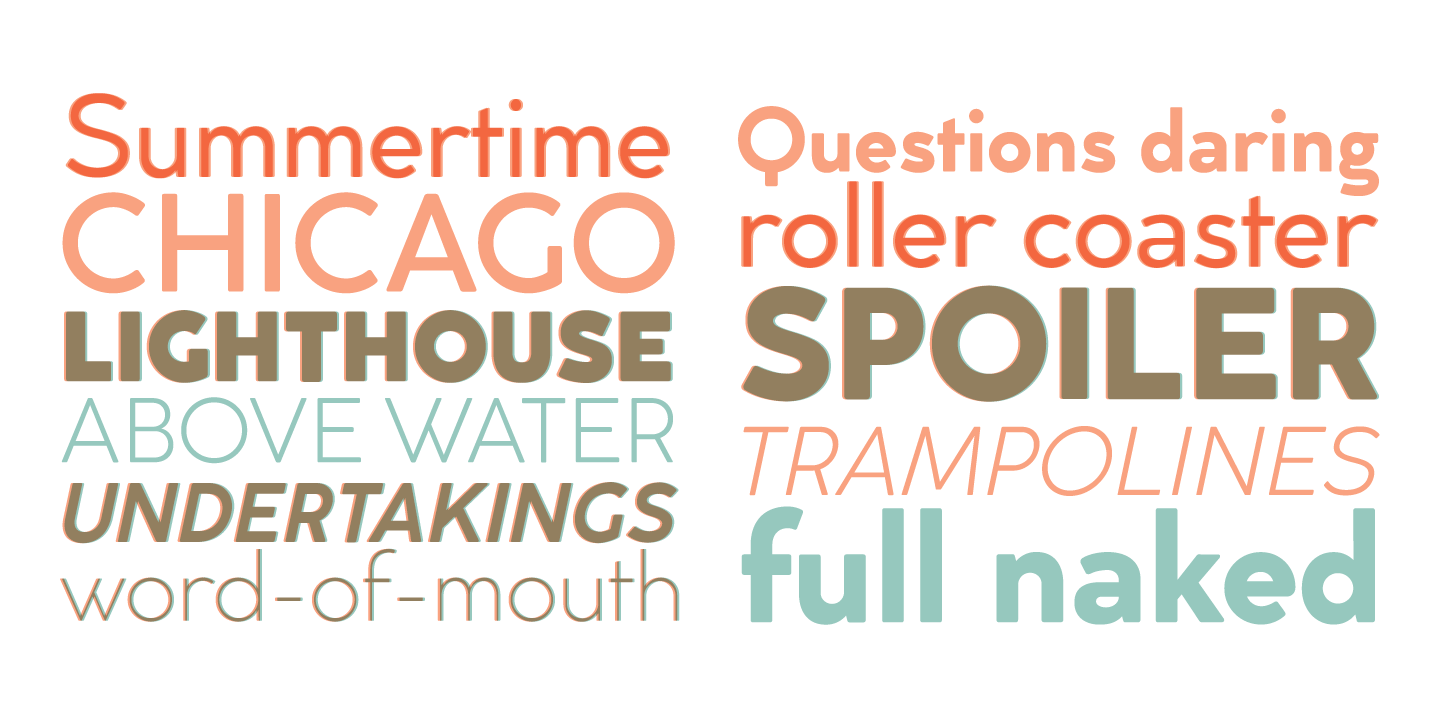 Summertime
CHICAGO
LIGHTHOUSE
ABOVE WATER
UNDERTAKINGS
word-of-mouth
Questions daring
roller coaster
SPOILER
TRAMPOLINES
full naked